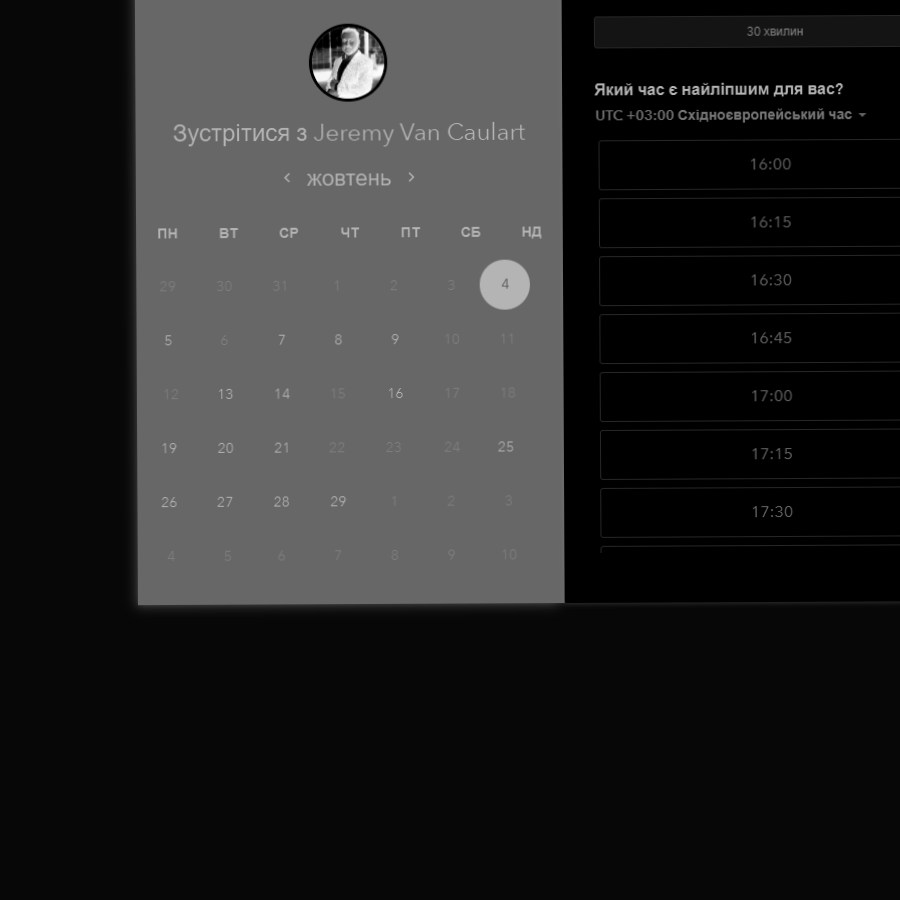 Зустрітися з Jeremy Van Caulart
жовтень
ПН ВТ СР ЧТ ПТ СБ НД
29 30 31 1 2 3 4
5 6 7 8 9 10 11
12 13 14 15 16 17 18
19 20 21 22 23 24 25
26 27 28 29 1 2 3
4 5 6 7 8 9 10
30 хвилин
Який час є найліпшим для вас?
UTC +03:00 Східноєвропейський час
16:00
16:15
16:30
16:45
17:00
17:15
17:30